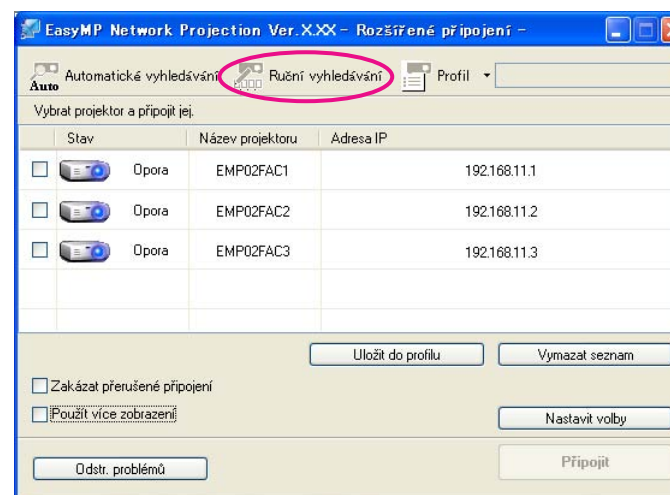 EasyMP Network Projection Ver.X.XX - Rozšířené připojení -
Auto Automatické vyhledávání Ruční vyhledávání Profil
Vybrat projektor a připojit jej.
Stav Název projektoru Adresa IP
Opora EMP02FAC1 192.168.11.1
Opora EMP02FAC2 192.168.11.2
Opora EMP02FAC3 192.168.11.3
Uložit do profilu Vymazat seznam
Zakázat přerušené připojení
Použít více zobrazení
Nastavit volby
Odstr. problémů Připojit